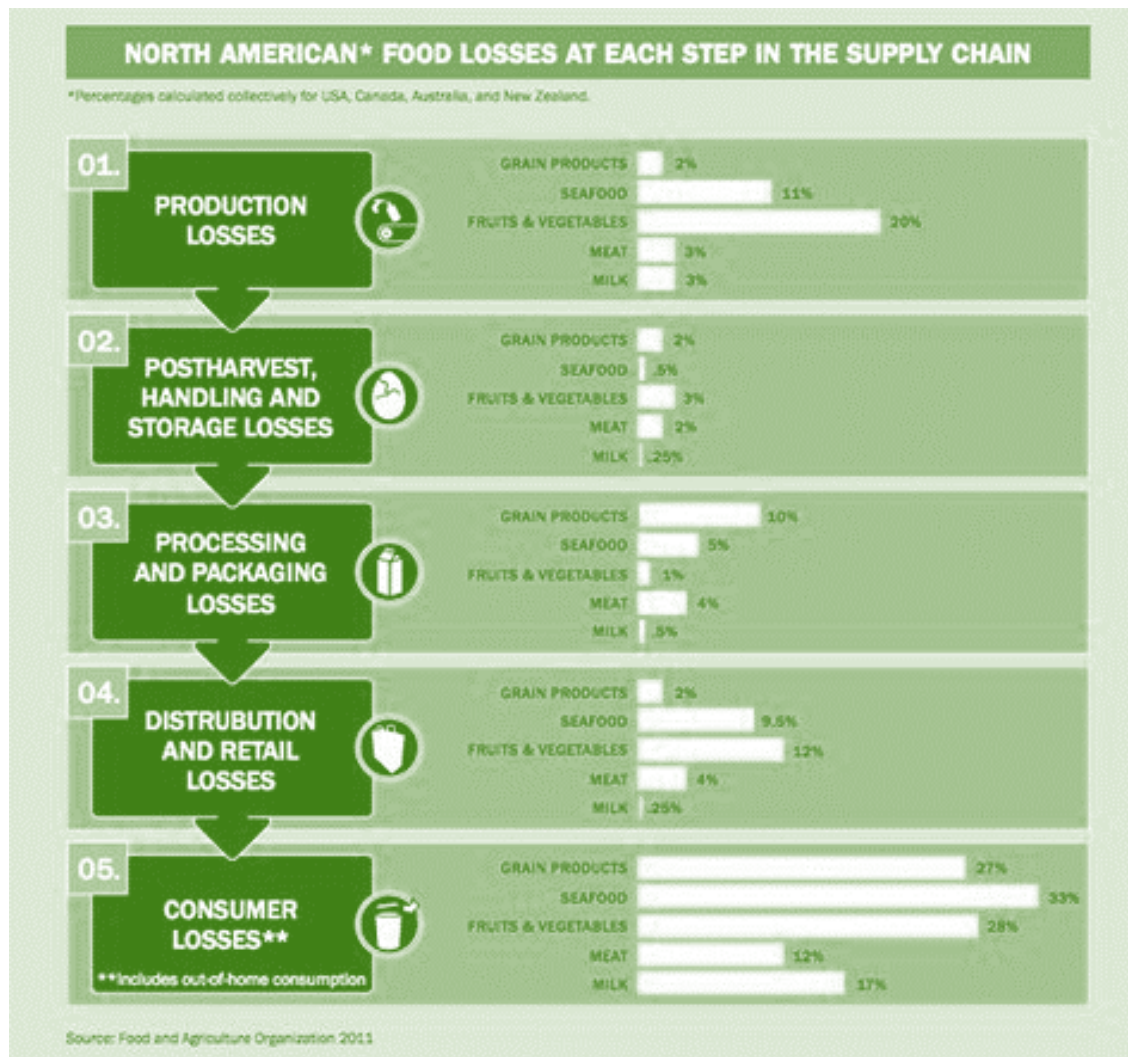 NORTH AMERICAN* FOOD LOSSES AT EACH STEP IN THE SUPPLY CHAIN
*Percentages calculated collectively for USA, Canada, Australia, and New Zealand.
01.
PRODUCTION
LOSSES
GRAIN PRODUCTS 2%
SEAFOOD 11%
FRUITS & VEGETABLES 20%
MEAT 3%
MILK 3%
02.
POSTHARVEST,
HANDLING AND
STORAGE LOSSES
GRAIN PRODUCTS 2%
SEAFOOD .5%
FRUITS & VEGETABLES 3%
MEAT 2%
MILK .25%
03.
PROCESSING
AND PACKAGING
LOSSES
GRAIN PRODUCTS 10%
SEAFOOD 5%
FRUITS & VEGETABLES 1%
MEAT 4%
MILK .5%
04.
DISTRUBUTION
AND RETAIL
LOSSES
GRAIN PRODUCTS 2%
SEAFOOD 9.5%
FRUITS & VEGETABLES 12%
MEAT 4%
MILK .25%
05.
CONSUMER
LOSSES**
**Includes out-of-home consumption
GRAIN PRODUCTS 27%
SEAFOOD 33%
FRUITS & VEGETABLES 28%
MEAT 12%
MILK 17%
Source: Food and Agriculture Organization 2011